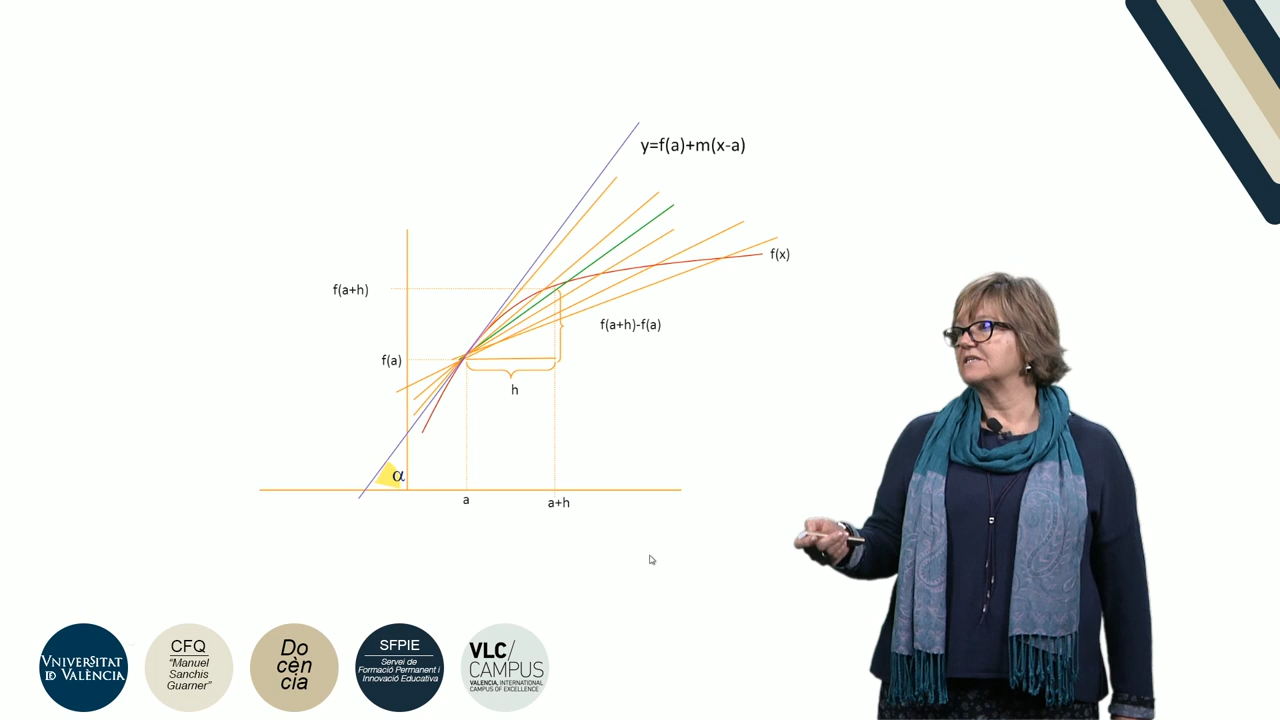 y=f(a)+m(x-a)
f(x)
f(a+h)
f(a+h)-f(a)
f(a)
h
α
a
a+h
VNIVERSITAT
ID VALÈNCIA
CFQ
"Manuel
Sanchis
Guarner"
Do
cèn
cia
SFPIE
Servei de
Formació Permanent i
Innovació Educativa
VLC/
CAMPUS
VALENCIA, INTERNATIONAL
CAMPUS OF EXCELLENCE